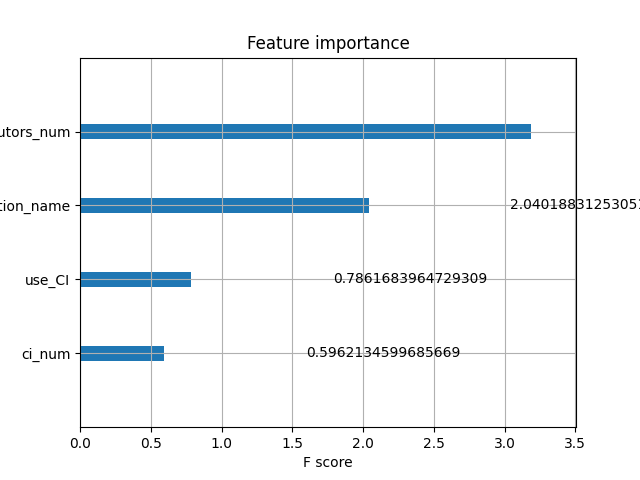 Feature importance
utors_num
tion_name
2.04018831253051
use_CI
0.7861683964729309
ci_num
0.5962134599685669
0.0 0.5 1.0 1.5 2.0 2.5 3.0 3.5
F score